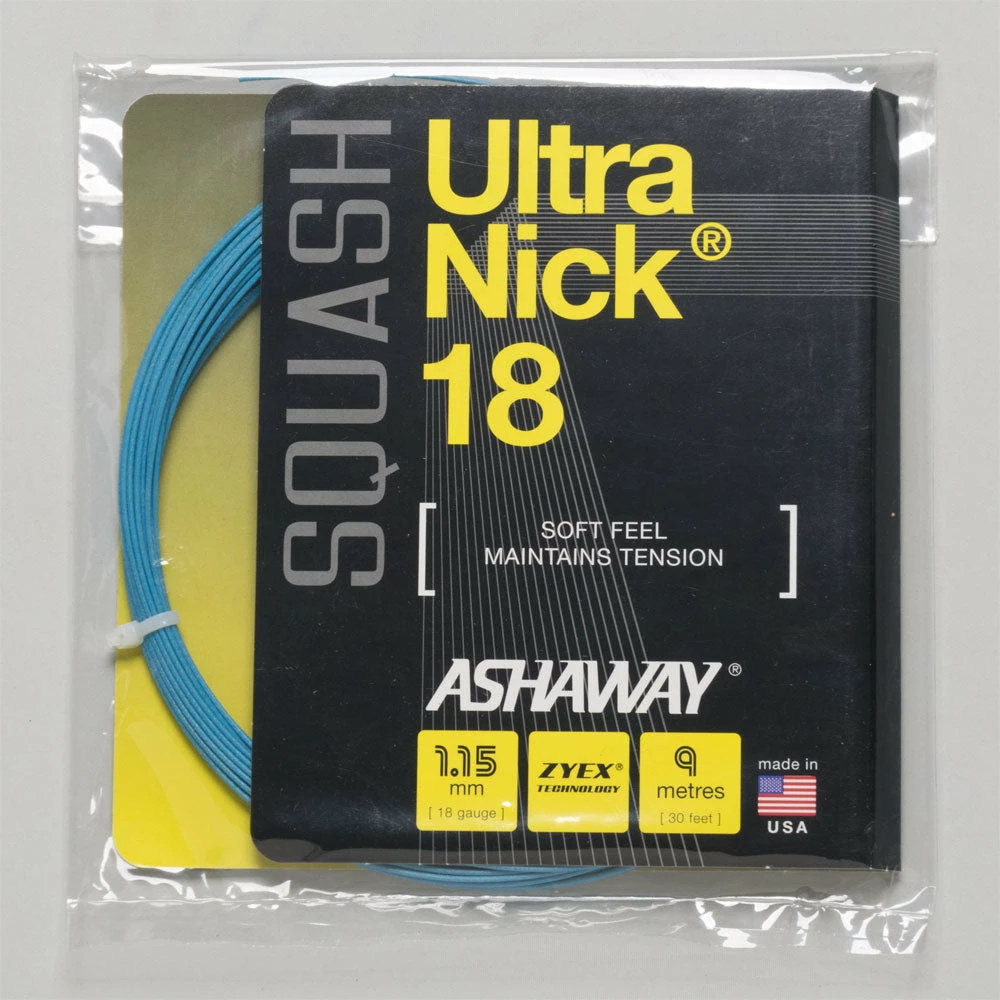 SQUASH
Ultra
Nick®
18
[ SOFT FEEL
MAINTAINS TENSION ]
ASHAWAY®
1.15
mm
[ 18 gauge ]
ZYEX®
TECHNOLOGY
9
metres
[ 30 feet ]
made in
USA